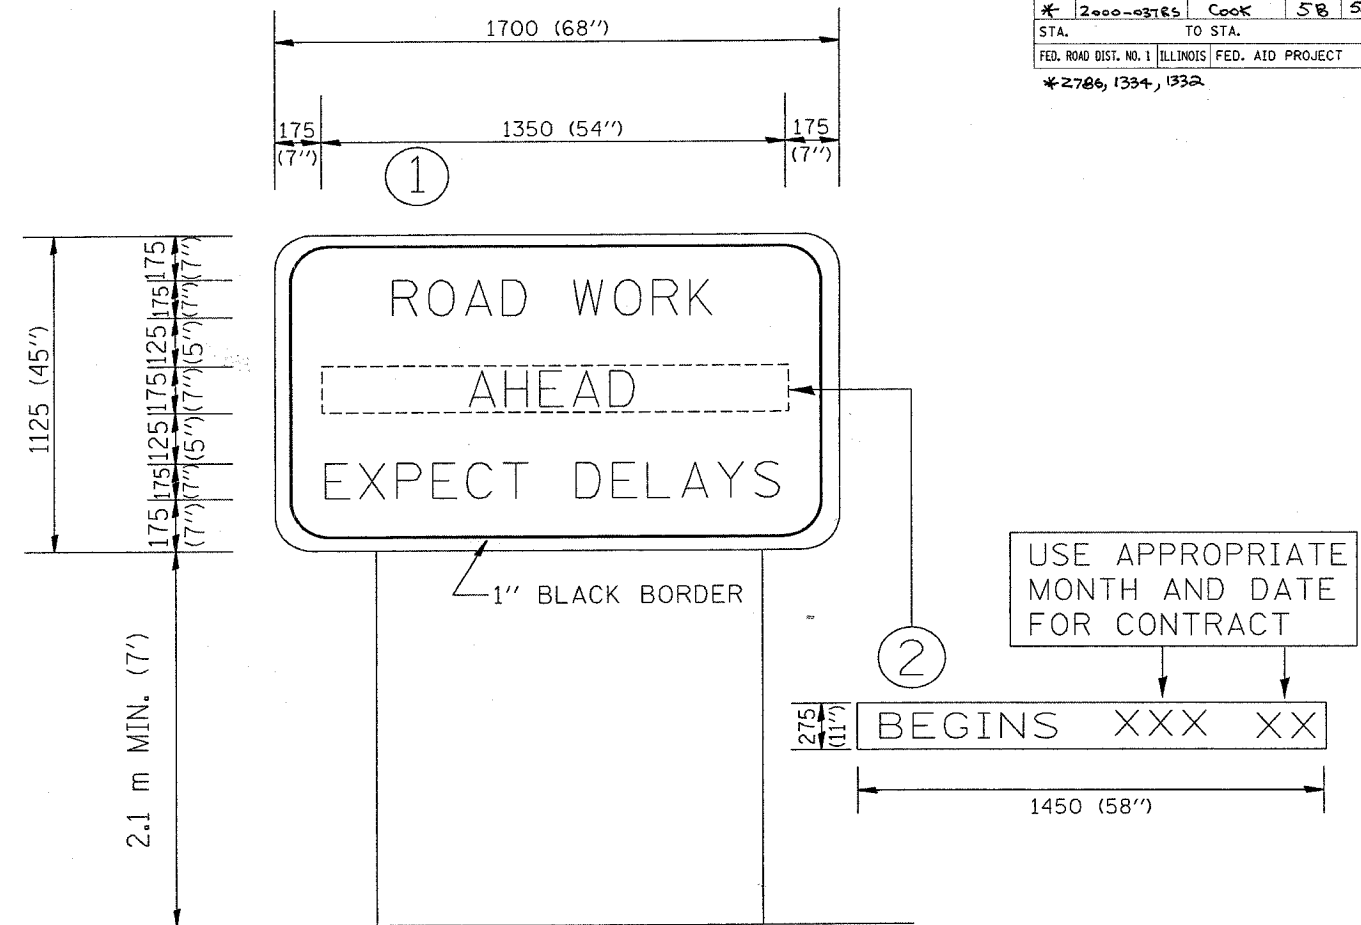 * 2000-037RS Cook 58
STA. TO STA.
FED. ROAD DIST. NO. 1 ILLINOIS FED. AID PROJECT
*2786, 1334, 1332
1700 (68'')
175 (7'')
1350 (54'')
175 (7'')
1
1125 (45'')
175 (7'')
175 (7'')
125 (5'')
175 (7'')
125 (5'')
175 (7'')
175 (7'')
ROAD WORK
AHEAD
EXPECT DELAYS
1'' BLACK BORDER
2.1 m MIN. (7')
USE APPROPRIATE
MONTH AND DATE
FOR CONTRACT
2
275 (11'')
BEGINS XXX XX
1450 (58'')